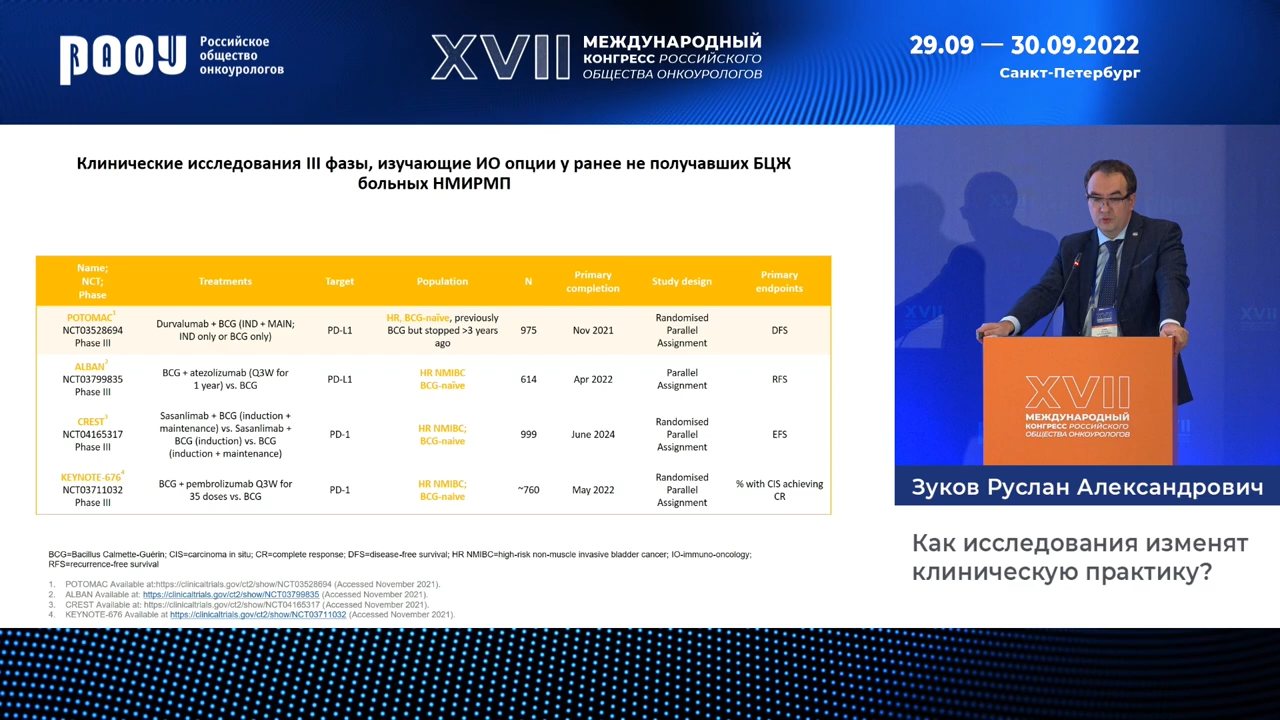 РАОУ
Российское
общество
онкоурологов
XVII
МЕЖДУНАРОДНЫЙ
КОНГРЕСС РОССИЙСКОГО
ОБЩЕСТВА ОНКОУРОЛОГОВ
29.09 — 30.09.2022
Санкт-Петербург
Клинические исследования III фазы, изучающие ИО опции у ранее не получавших БЦЖ
больных НМИРМП
Name;
NCT;
Phase
Treatments
Target
Population
N
Primary
completion
Study design
Primary
endpoints
POTOMAC1
NCT03528694
Phase III
Durvalumab + BCG (IND + MAIN;
IND only or BCG only)
PD-L1
HR, BCG-naïve, previously
BCG but stopped >3 years
ago
975
Nov 2021
Randomised
Parallel
Assignment
DFS
ALBAN2
NCT03799835
Phase III
BCG + atezolizumab (Q3W for
1 year) vs. BCG
PD-L1
HR NMIBC
BCG-naïve
614
Apr 2022
Parallel
Assignment
RFS
CREST3
NCT04165317
Phase III
Sasanlimab + BCG (induction +
maintenance) vs. Sasanlimab +
BCG (induction) vs. BCG
(induction + maintenance)
PD-1
HR NMIBC;
BCG-naive
999
June 2024
Randomised
Parallel
Assignment
EFS
KEYNOTE-6764
NCT03711032
Phase III
BCG + pembrolizumab Q3W for
35 doses vs. BCG
PD-1
HR NMIBC;
BCG-naive
~760
May 2022
Randomised
Parallel
Assignment
% with CIS achieving
CR
BCG=Bacillus Calmette-Guérin; CIS=carcinoma in situ; CR=complete response; DFS=disease-free survival; HR NMIBC=high-risk non-muscle invasive bladder cancer; IO-immuno-oncology;
RFS=recurrence-free survival
1. POTOMAC Available at:https://clinicaltrials.gov/ct2/show/NCT03528694 (Accessed November 2021).
2. ALBAN Available at: https://clinicaltrials.gov/ct2/show/NCT03799835 (Accessed November 2021).
3. CREST Available at: https://clinicaltrials.gov/ct2/show/NCT04165317 (Accessed November 2021).
4. KEYNOTE-676 Available at https://clinicaltrials.gov/ct2/show/NCT03711032 (Accessed November 2021).
XVII
МЕЖДУНАРОДНЫЙ
КОНГРЕСС РОССИЙСКОГО
ОБЩЕСТВА ОНКОУРОЛОГОВ
Зуков Руслан Александрович
Как исследования изменят
клиническую практику?